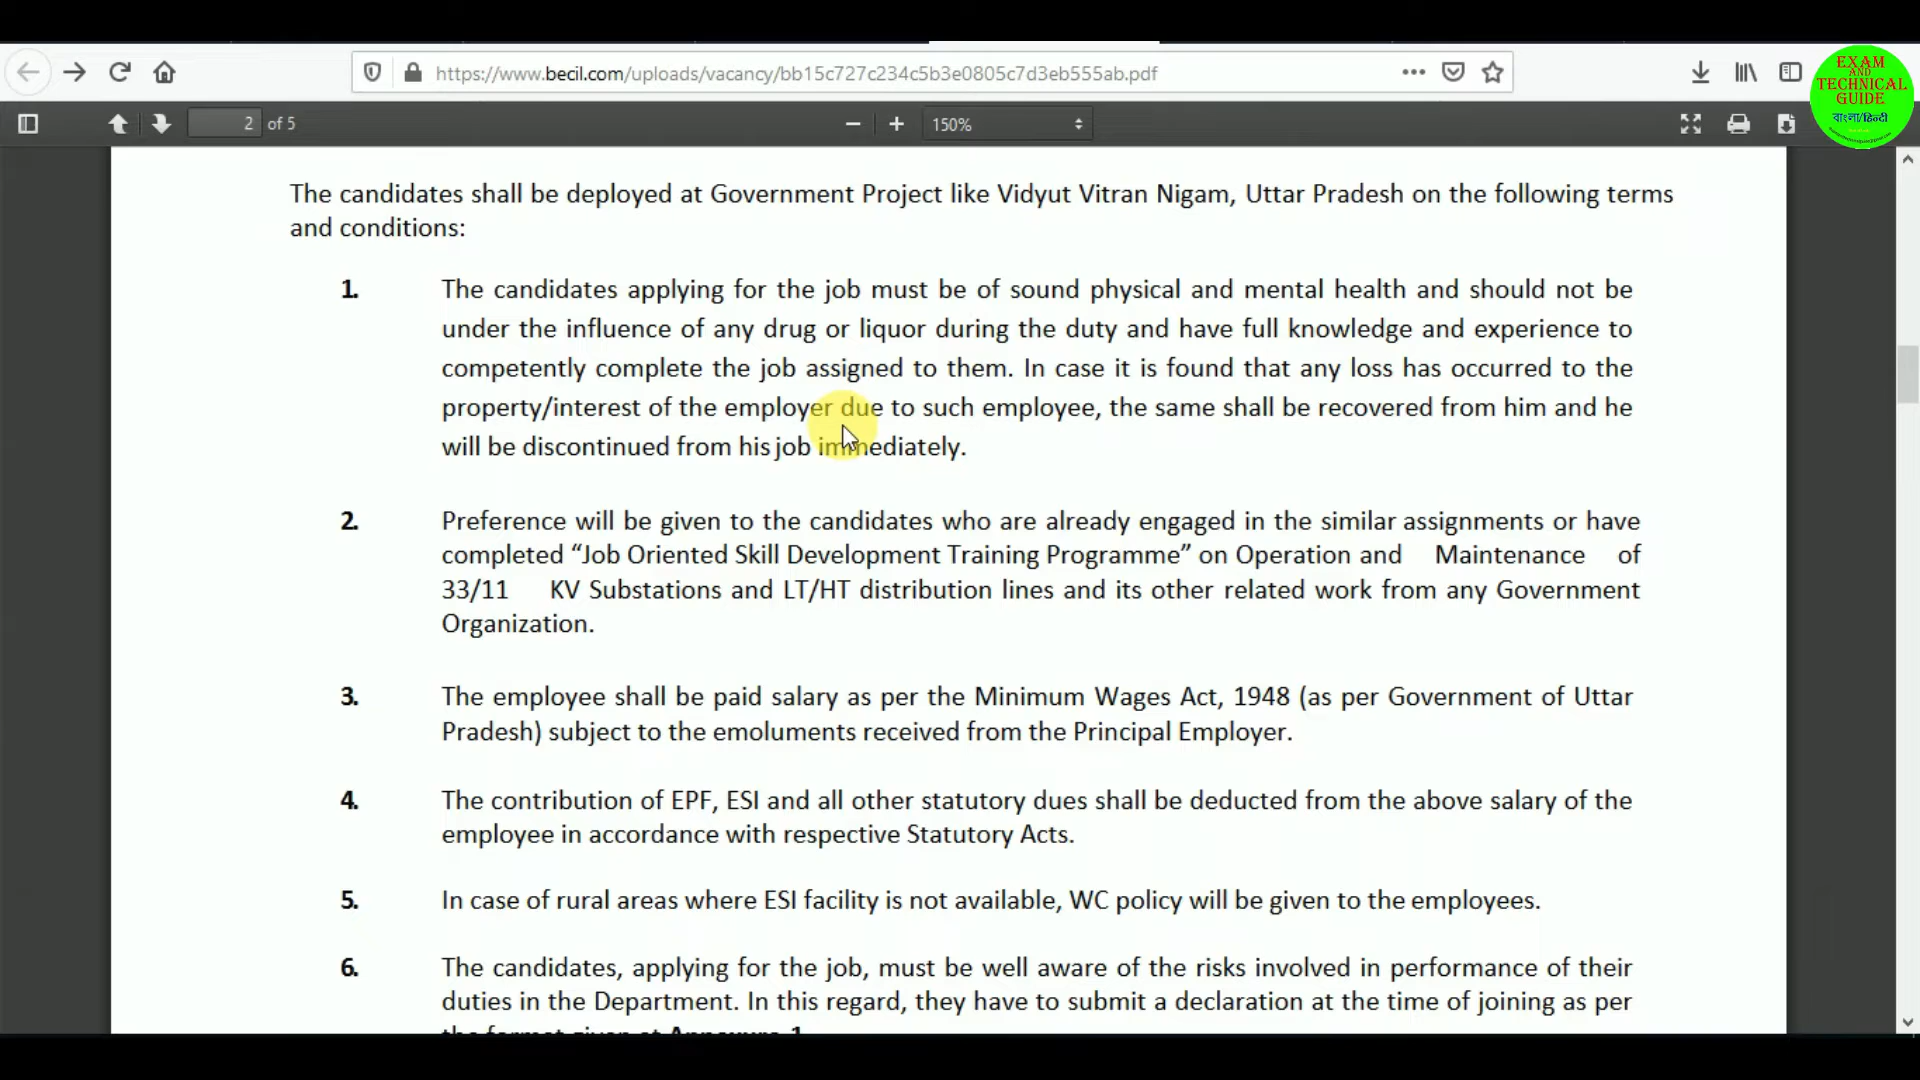 https://www.becil.com/uploads/vacancy/bb15c727c234c5b3e0805c7d3eb555ab.pdf
EXAM
AND
TECHNICAL
GUIDE
বাংলা/हिन्दी
2 of 5
150%
The candidates shall be deployed at Government Project like Vidyut Vitran Nigam, Uttar Pradesh on the following terms
and conditions:
1. The candidates applying for the job must be of sound physical and mental health and should not be
under the influence of any drug or liquor during the duty and have full knowledge and experience to
competently complete the job assigned to them. In case it is found that any loss has occurred to the
property/interest of the employer due to such employee, the same shall be recovered from him and he
will be discontinued from his job immediately.
2. Preference will be given to the candidates who are already engaged in the similar assignments or have
completed “Job Oriented Skill Development Training Programme” on Operation and Maintenance of
33/11 KV Substations and LT/HT distribution lines and its other related work from any Government
Organization.
3. The employee shall be paid salary as per the Minimum Wages Act, 1948 (as per Government of Uttar
Pradesh) subject to the emoluments received from the Principal Employer.
4. The contribution of EPF, ESI and all other statutory dues shall be deducted from the above salary of the
employee in accordance with respective Statutory Acts.
5. In case of rural areas where ESI facility is not available, WC policy will be given to the employees.
6. The candidates, applying for the job, must be well aware of the risks involved in performance of their
duties in the Department. In this regard, they have to submit a declaration at the time of joining as per
the format given at Annexure-1